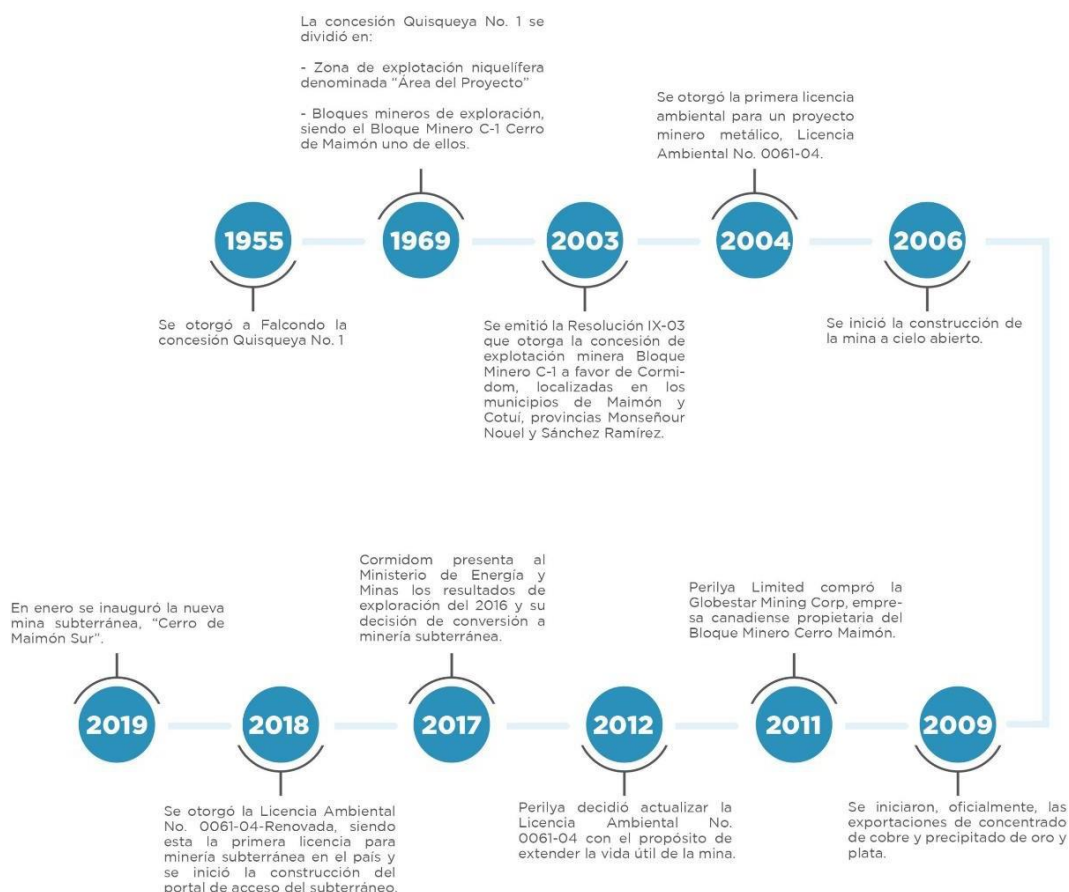 1955
Se otorgó a Falcondo la
concesión Quisqueya No. 1
La concesión Quisqueya No. 1 se
dividió en:
- Zona de explotación niquelífera
denominada "Área del Proyecto"
- Bloques mineros de exploración,
siendo el Bloque Minero C-1 Cerro
de Maimón uno de ellos.
1969
2003
Se emitió la Resolución IX-03
que otorga la concesión de
explotación minera Bloque
Minero C-1 a favor de Cormi-
dom, localizadas en los
municipios de Maimón y
Cotuí, provincias Monseñour
Nouel y Sánchez Ramírez.
Se otorgó la primera licencia
ambiental para un proyecto
minero metálico, Licencia
Ambiental No. 0061-04.
2004
2006
Se inició la construcción de
la mina a cielo abierto.
2009
Se iniciaron, oficialmente, las
exportaciones de concentrado
de cobre y precipitado de oro y
plata.
Perilya Limited compró la
Globestar Mining Corp, empre-
sa canadiense propietaria del
Bloque Minero Cerro Maimón.
2011
2012
Perilya decidió actualizar la
Licencia Ambiental No.
0061-04 con el propósito de
extender la vida útil de la mina.
Cormidom presenta al
Ministerio de Energía y
Minas los resultados de
exploración del 2016 y su
decisión de conversión a
minería subterránea.
2017
2018
Se otorgó la Licencia Ambiental
No. 0061-04-Renovada, siendo
esta la primera licencia para
minería subterránea en el país y
se inició la construcción del
portal de acceso del subterráneo.
En enero se inauguró la nueva
mina subterránea, "Cerro de
Maimón Sur".
2019